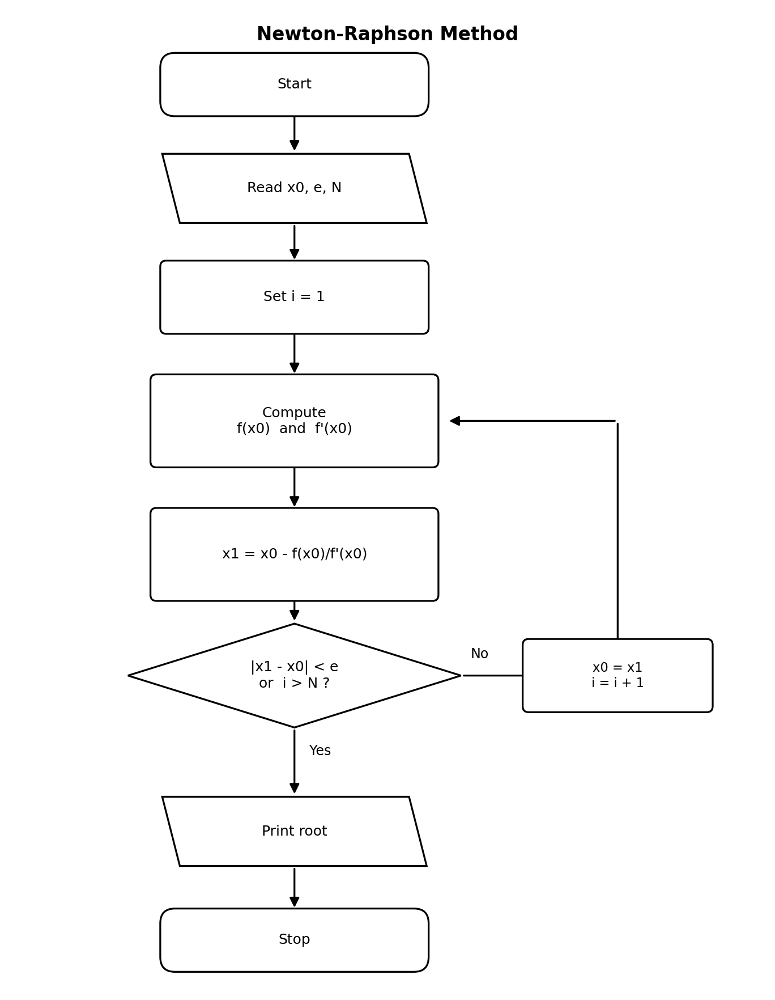 Newton-Raphson Method
Start
Read x0, e, N
Set i = 1
Compute
f(x0)  and  f'(x0)
x1 = x0 - f(x0)/f'(x0)
|x1 - x0| < e
or  i > N ?
No
x0 = x1
i = i + 1
Yes
Print root
Stop